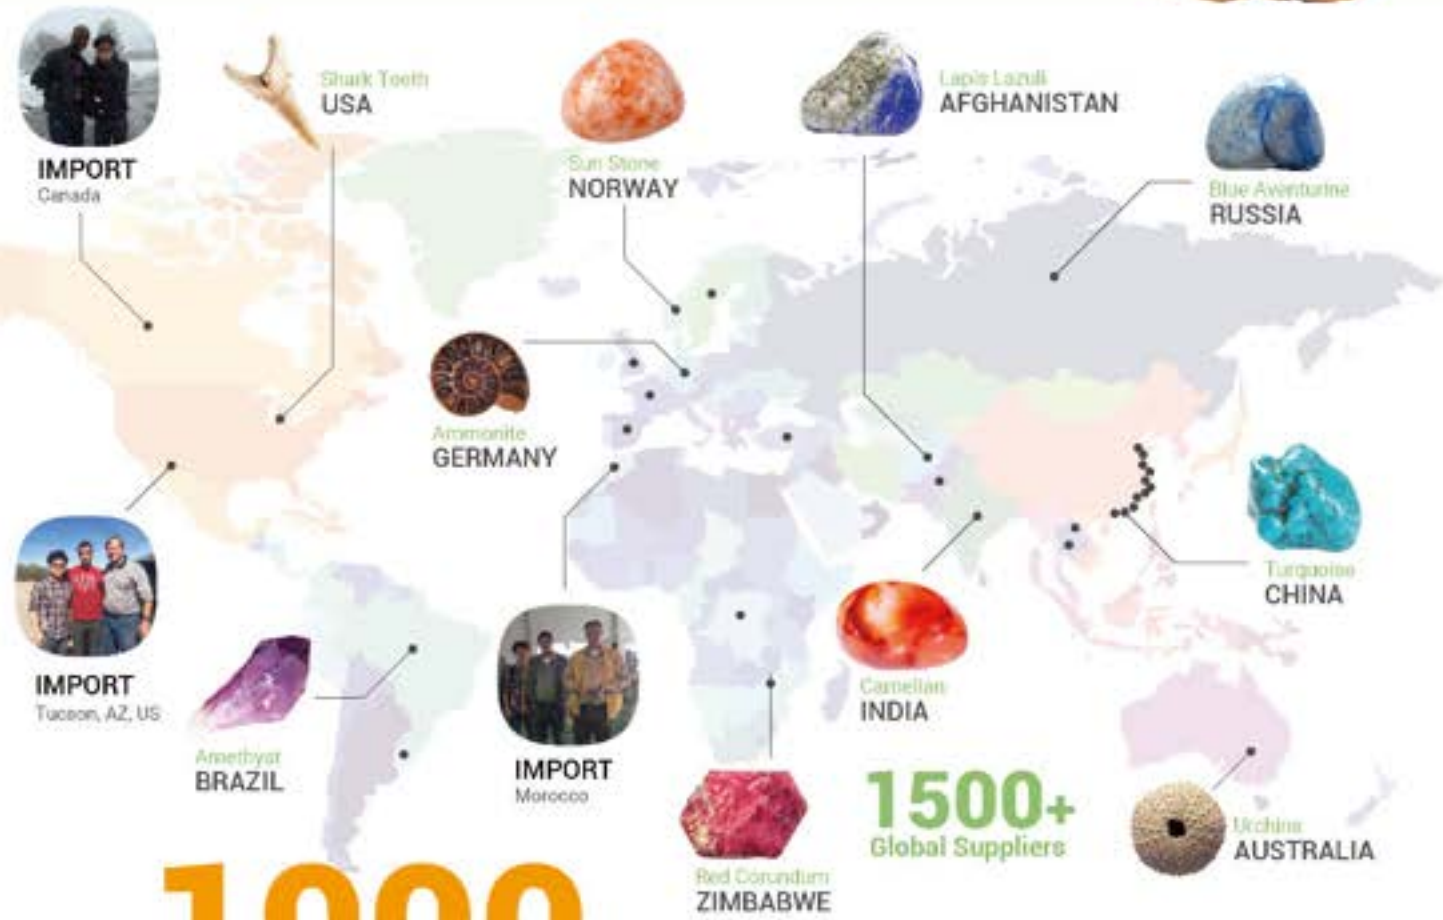 Shark Teeth
USA
Lapis Lazuli
AFGHANISTAN
IMPORT
Canada
Sun Stone
NORWAY
Blue Aventurine
RUSSIA
Ammonite
GERMANY
Turquoise
CHINA
IMPORT
Tucson, AZ, US
Amethyst
BRAZIL
IMPORT
Morocco
Carnelian
INDIA
1500+
Global Suppliers
Urchins
AUSTRALIA
Red Corundum
ZIMBABWE